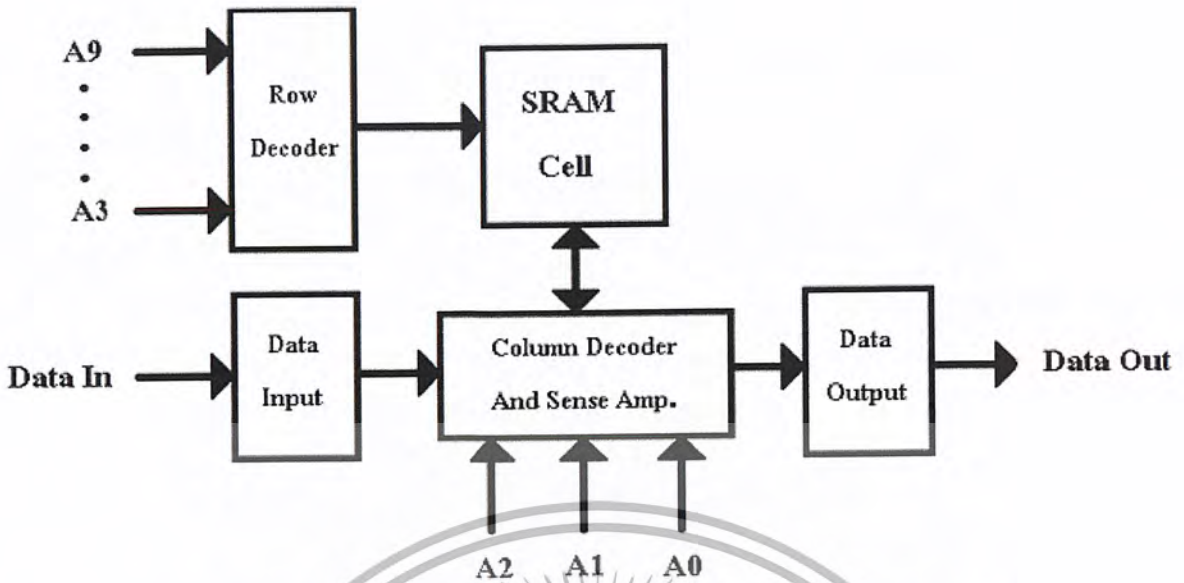 A9
A3
Row
Decoder
SRAM
Cell
Data In
Data
Input
Column Decoder
And Sense Amp.
Data
Output
Data Out
A2 A1 A0